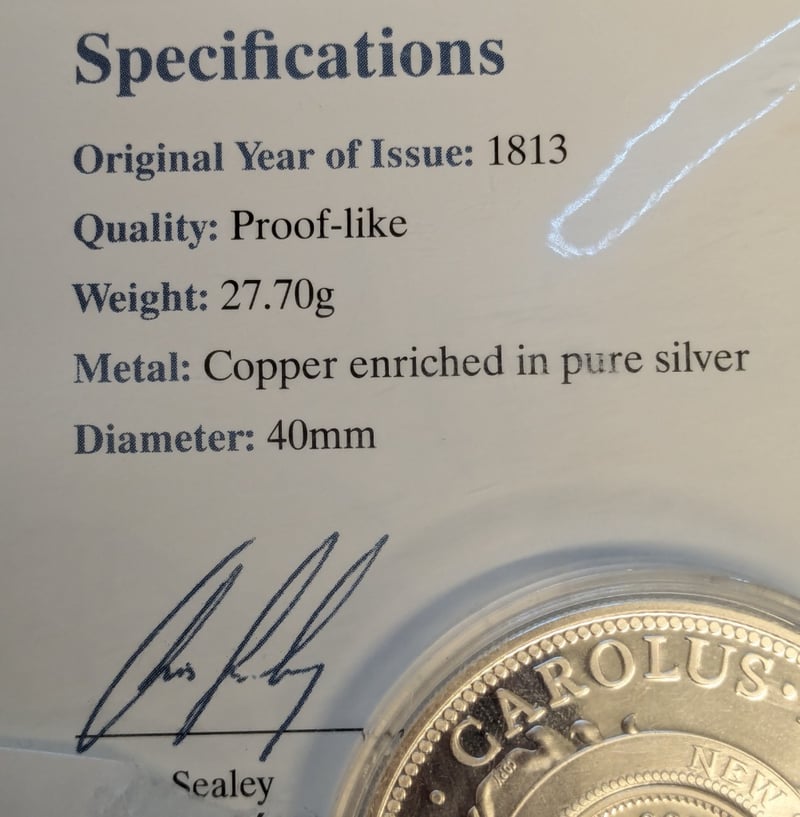 Specifications
Original Year of Issue: 1813
Quality: Proof-like
Weight: 27.70g
Metal: Copper enriched in pure silver
Diameter: 40mm
Sealey
CAROLUS·
NEW